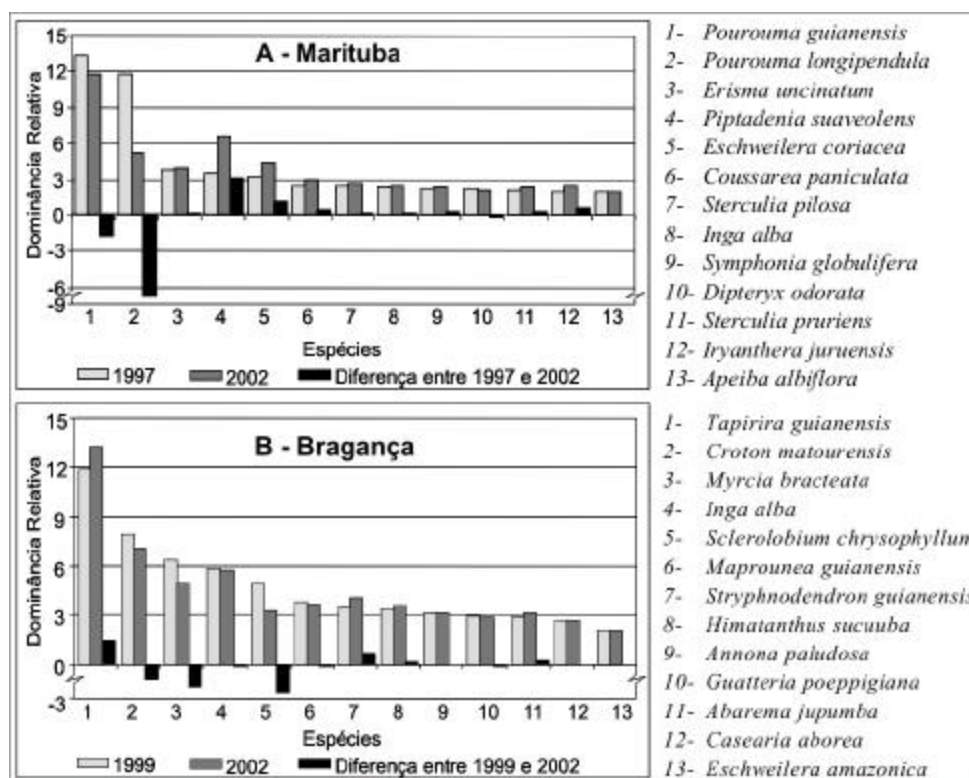 A - Marituba
Dominância Relativa
15
12
9
6
3
0
-3
-6
-9
1 2 3 4 5 6 7 8 9 10 11 12 13
Espécies
1997 2002 Diferença entre 1997 e 2002
1- Pourouma guianensis
2- Pourouma longipendula
3- Erisma uncinatum
4- Piptadenia suaveolens
5- Eschweilera coriacea
6- Coussarea paniculata
7- Sterculia pilosa
8- Inga alba
9- Symphonia globulifera
10- Dipteryx odorata
11- Sterculia pruriens
12- Iryanthera juruensis
13- Apeiba albiflora
B - Bragança
Dominância Relativa
15
12
9
6
3
0
-3
1 2 3 4 5 6 7 8 9 10 11 12 13
Espécies
1999 2002 Diferença entre 1999 e 2002
1- Tapirira guianensis
2- Croton matourensis
3- Myrcia bracteata
4- Inga alba
5- Sclerolobium chrysophyllum
6- Maprounea guianensis
7- Stryphnodendron guianensis
8- Himatanthus sucuuba
9- Annona paludosa
10- Guatteria poeppigiana
11- Abarema jupumba
12- Casearia aborea
13- Eschweilera amazonica